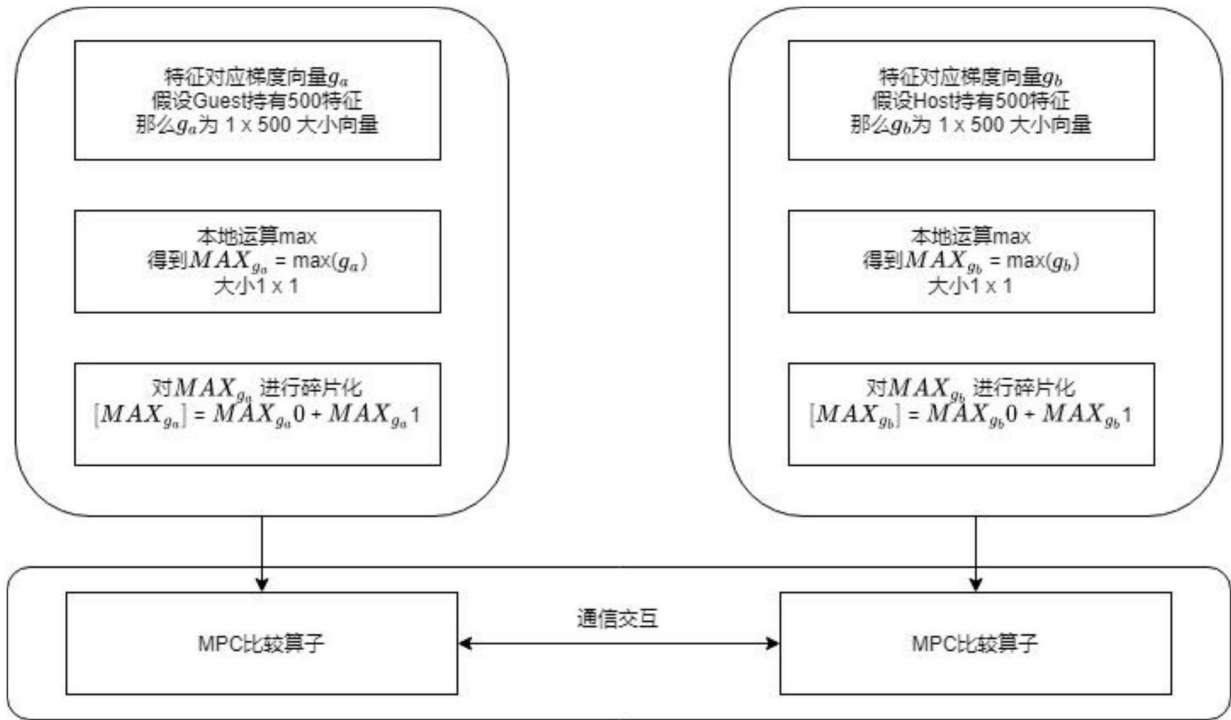 特征对应梯度向量gₐ
假设Guest持有500特征
那么gₐ为 1 x 500 大小向量
本地运算max
得到MAX_{gₐ} = max(gₐ)
大小1 x 1
对MAX_{gₐ} 进行碎片化
[MAX_{gₐ}] = MAX_{gₐ}0 + MAX_{gₐ}1
特征对应梯度向量g_b
假设Host持有500特征
那么g_b为 1 x 500 大小向量
本地运算max
得到MAX_{g_b} = max(g_b)
大小1 x 1
对MAX_{g_b} 进行碎片化
[MAX_{g_b}] = MAX_{g_b}0 + MAX_{g_b}1
MPC比较算子
通信交互
MPC比较算子